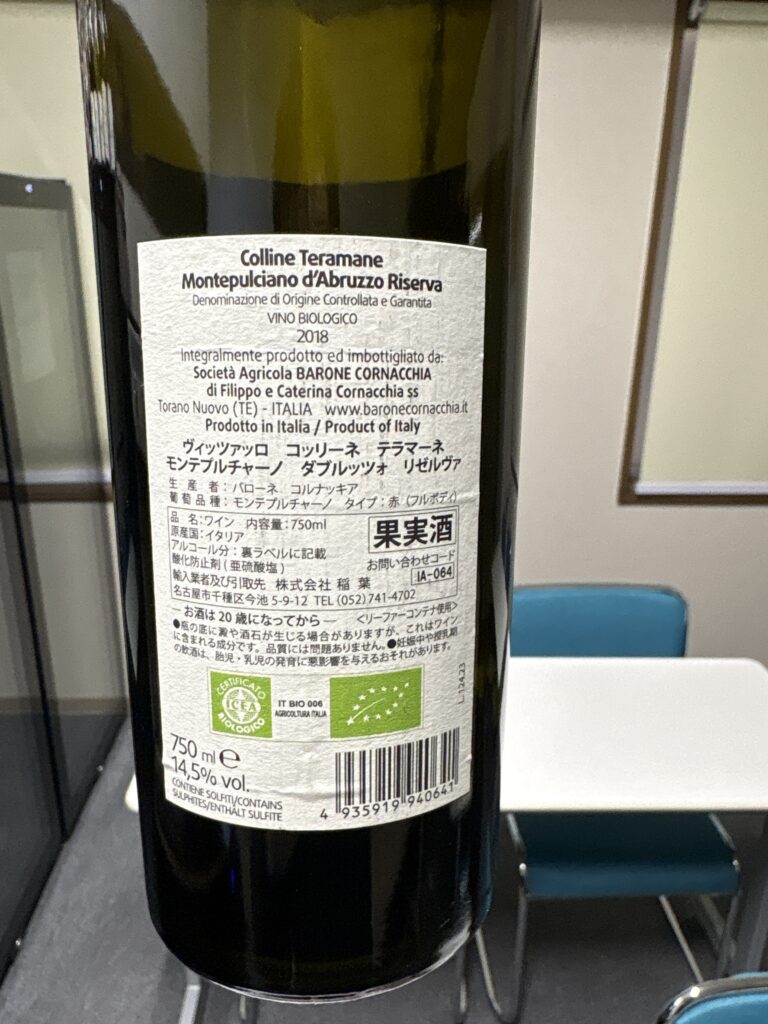 Colline Teramane
Montepulciano d'Abruzzo Riserva
Denominazione di Origine Controllata e Garantita
VINO BIOLOGICO
2018
Integralmente prodotto ed imbottigliato da:
Società Agricola BARONE CORNACCHIA
di Filippo e Caterina Cornacchia ss
Torano Nuovo (TE) - ITALIA www.baronecornacchia.it
Prodotto in Italia / Product of Italy
ヴィッツァッロ コッリーネ テラマーネ
モンテプルチャーノ ダブルッツォ リゼルヴァ
生産者：バローネ コルナッキア
葡萄品種：モンテプルチャーノ タイプ：赤（フルボディ）
品名：ワイン 内容量：750ml
原産国：イタリア
果実酒
アルコール分：裏ラベルに記載
酸化防止剤（亜硫酸塩）
お問い合わせコード
IA-064
輸入業者及び引取先 株式会社 稲葉
名古屋市千種区今池5-9-12 TEL (052) 741-4702
― お酒は20歳になってから ― ＜リーファーコンテナ使用＞
●瓶の底に澱や酒石が生じる場合がありますが、これはワイン
に含まれる成分です。品質には問題ありません。●妊娠中や授乳期
の飲酒は、胎児・乳児の発育に悪影響を与えるおそれがあります。
CERTIFICATO
ICEA
BIOLOGICO
IT BIO 006
AGRICOLTURA ITALIA
L. 124.23
750 ml e
14,5% vol.
CONTIENE SOLFITI/CONTAINS
SULPHITES/ENTHÄLT SULFITE
4 935919 940641